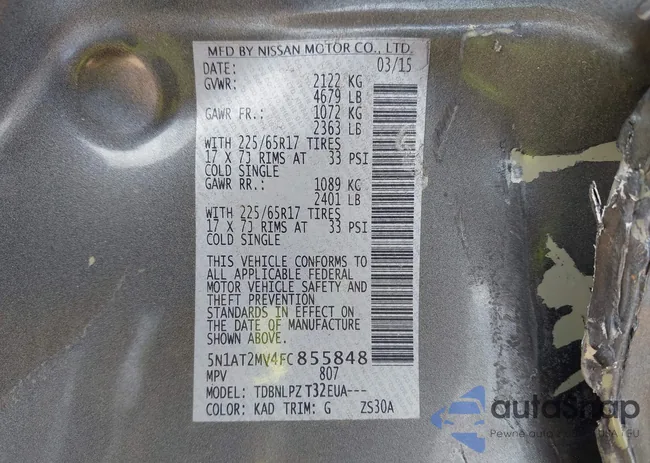 MFD BY NISSAN MOTOR CO., LTD.
DATE: 03/15
GVWR: 2122 KG
4679 LB
GAWR FR.: 1072 KG
2363 LB
WITH 225/65R17 TIRES
17 X 7J RIMS AT 33 PSI
COLD SINGLE
GAWR RR.: 1089 KG
2401 LB
WITH 225/65R17 TIRES
17 X 7J RIMS AT 33 PSI
COLD SINGLE
THIS VEHICLE CONFORMS TO
ALL APPLICABLE FEDERAL
MOTOR VEHICLE SAFETY AND
THEFT PREVENTION
STANDARDS IN EFFECT ON
THE DATE OF MANUFACTURE
SHOWN ABOVE.
5N1AT2MV4FC855848
MPV 807
MODEL: TDBNLPZ T32EUA---
COLOR: KAD TRIM: G ZS30A
autoSnap
Pewne auta